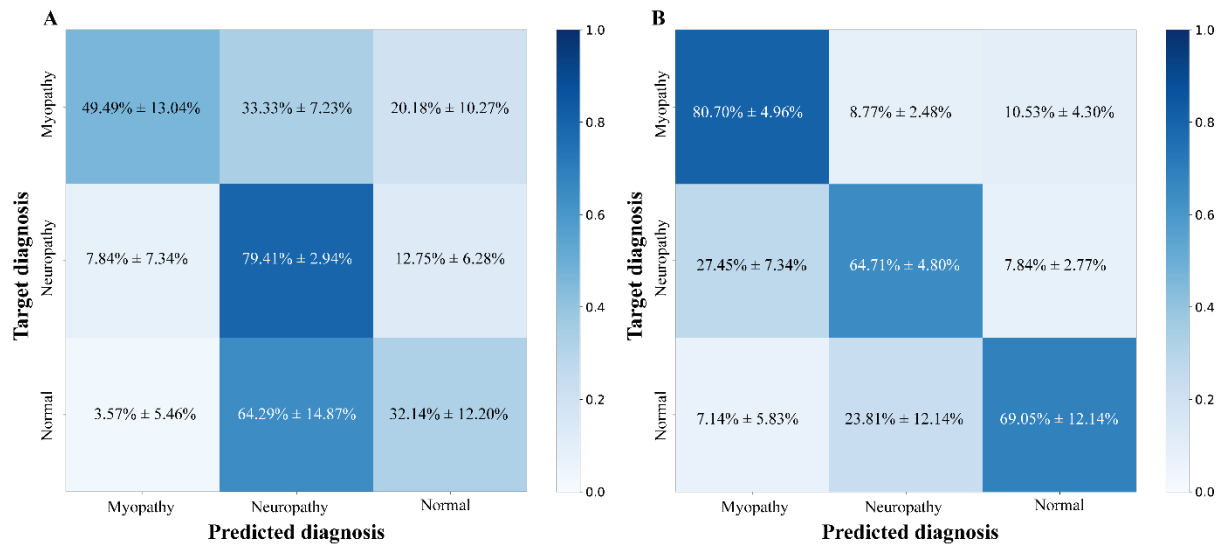 A
Target diagnosis
Myopathy
49.49% ± 13.04%
33.33% ± 7.23%
20.18% ± 10.27%
Neuropathy
7.84% ± 7.34%
79.41% ± 2.94%
12.75% ± 6.28%
Normal
3.57% ± 5.46%
64.29% ± 14.87%
32.14% ± 12.20%
Myopathy
Neuropathy
Normal
Predicted diagnosis
1.0
0.8
0.6
0.4
0.2
0.0
B
Target diagnosis
Myopathy
80.70% ± 4.96%
8.77% ± 2.48%
10.53% ± 4.30%
Neuropathy
27.45% ± 7.34%
64.71% ± 4.80%
7.84% ± 2.77%
Normal
7.14% ± 5.83%
23.81% ± 12.14%
69.05% ± 12.14%
Myopathy
Neuropathy
Normal
Predicted diagnosis
1.0
0.8
0.6
0.4
0.2
0.0